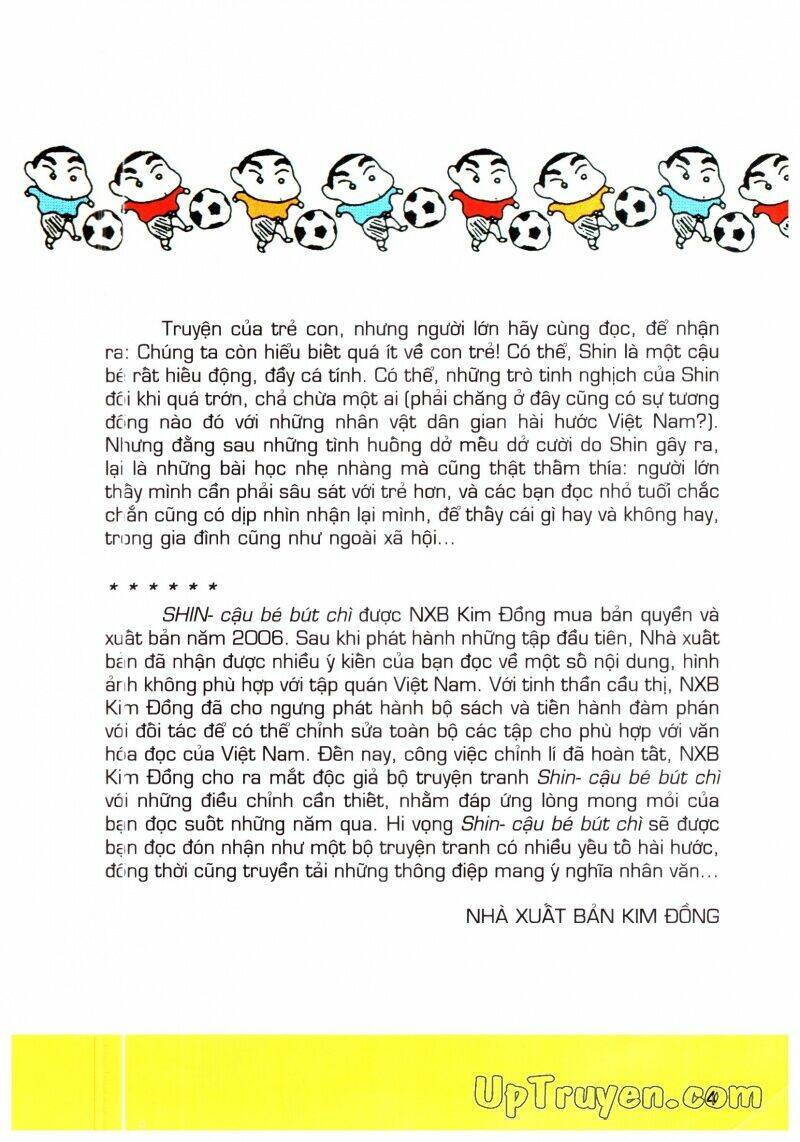 Truyện của trẻ con, nhưng người lớn hãy cùng đọc, để nhận
ra: Chúng ta còn hiểu biết quá ít về con trẻ! Có thể, Shin là một cậu
bé rất hiếu động, đầy cá tính. Có thể, những trò tinh nghịch của Shin
đôi khi quá trớn, chả chừa một ai (phải chăng ở đây cũng có sự tương
đồng nào đó với những nhân vật dân gian hài hước Việt Nam?).
Nhưng đằng sau những tình huống dở mếu dở cười do Shin gây ra,
lại là những bài học nhẹ nhàng mà cũng thật thấm thía: người lớn
thấy mình cần phải sâu sát với trẻ hơn, và các bạn đọc nhỏ tuổi chắc
chắn cũng có dịp nhìn nhận lại mình, để thấy cái gì hay và không hay,
trong gia đình cũng như ngoài xã hội...
* * * * * *
SHIN- cậu bé bút chì được NXB Kim Đồng mua bản quyền và
xuất bản năm 2006. Sau khi phát hành những tập đầu tiên, Nhà xuất
bản đã nhận được nhiều ý kiến của bạn đọc về một số nội dung, hình
ảnh không phù hợp với tập quán Việt Nam. Với tinh thần cầu thị, NXB
Kim Đồng đã cho ngưng phát hành bộ sách và tiến hành đàm phán
với đối tác để có thể chỉnh sửa toàn bộ các tập cho phù hợp với văn
hóa đọc của Việt Nam. Đến nay, công việc chỉnh lí đã hoàn tất, NXB
Kim Đồng cho ra mắt độc giả bộ truyện tranh Shin- cậu bé bút chì
với những điều chỉnh cần thiết, nhằm đáp ứng lòng mong mỏi của
bạn đọc suốt những năm qua. Hi vọng Shin- cậu bé bút chì sẽ được
bạn đọc đón nhận như một bộ truyện tranh có nhiều yếu tố hài hước,
đồng thời cũng truyền tải những thông điệp mang ý nghĩa nhân văn...
NHÀ XUẤT BẢN KIM ĐỒNG
UpTruyen.com